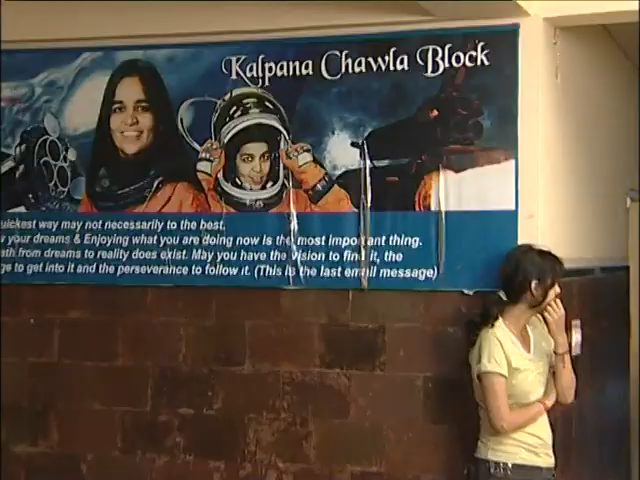 Kalpana Chawla Block
uickest way may not necessarily to the best.
your dreams & Enjoying what you are doing now is the most important thing.
ath from dreams to reality does exist. May you have the vision to find it, the
ge to get into it and the perseverance to follow it. (This is the last email message)